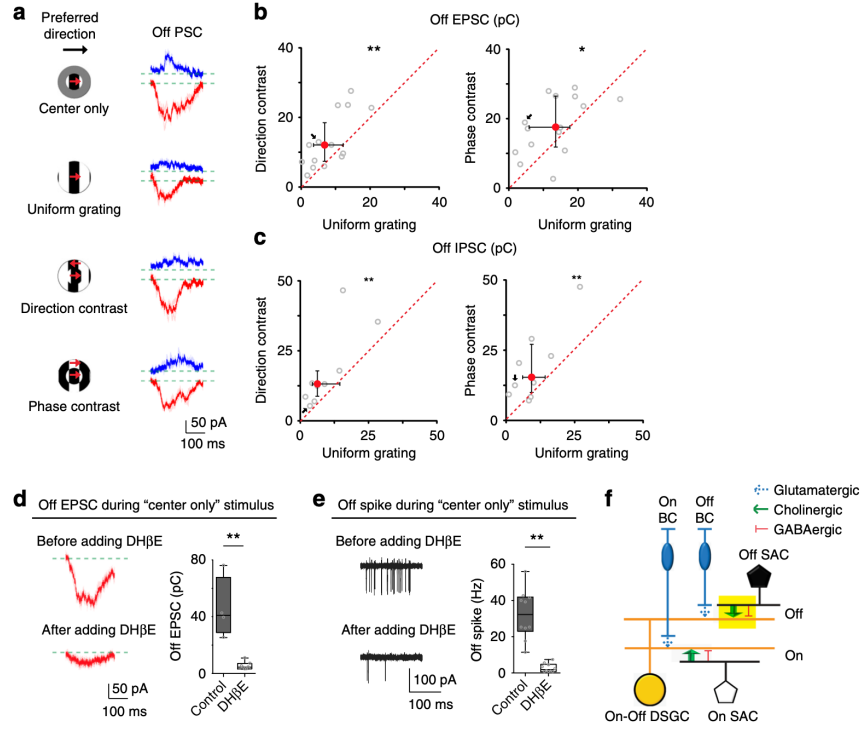 a
Preferred
direction
Off PSC
Center only
Uniform grating
Direction contrast
Phase contrast
50 pA
100 ms
b
Off EPSC (pC)
40
20
0
Direction contrast
**
0
20
40
Uniform grating
40
20
0
Phase contrast
*
0
20
40
Uniform grating
c
Off IPSC (pC)
50
25
0
Direction contrast
**
0
25
50
Uniform grating
50
25
0
Phase contrast
**
0
25
50
Uniform grating
d
Off EPSC during “center only” stimulus
Before adding DHβE
After adding DHβE
50 pA
100 ms
**
80
40
0
Off EPSC (pC)
Control
DHβE
e
Off spike during “center only” stimulus
Before adding DHβE
After adding DHβE
100 pA
100 ms
**
60
40
20
0
Off spike (Hz)
Control
DHβE
f
Glutamatergic
Cholinergic
GABAergic
On
BC
Off
BC
Off SAC
Off
On
On-Off DSGC
On SAC